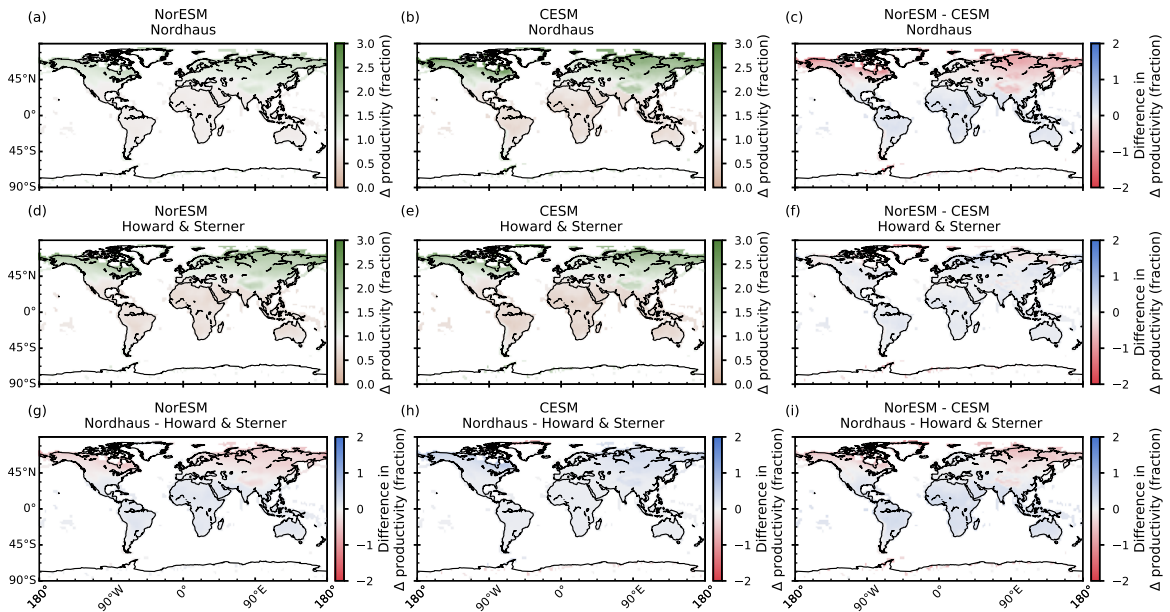 (a) NorESM
Nordhaus
(b) CESM
Nordhaus
(c) NorESM - CESM
Nordhaus
45°N
0°
45°S
90°S
3.0
2.5
2.0
1.5
1.0
0.5
0.0
Δ productivity (fraction)
3.0
2.5
2.0
1.5
1.0
0.5
0.0
Δ productivity (fraction)
2
1
0
−1
−2
Difference in
Δ productivity (fraction)
(d) NorESM
Howard & Sterner
(e) CESM
Howard & Sterner
(f) NorESM - CESM
Howard & Sterner
45°N
0°
45°S
90°S
3.0
2.5
2.0
1.5
1.0
0.5
0.0
Δ productivity (fraction)
3.0
2.5
2.0
1.5
1.0
0.5
0.0
Δ productivity (fraction)
2
1
0
−1
−2
Difference in
Δ productivity (fraction)
(g) NorESM
Nordhaus - Howard & Sterner
(h) CESM
Nordhaus - Howard & Sterner
(i) NorESM - CESM
Nordhaus - Howard & Sterner
45°N
0°
45°S
90°S
180°
90°W
0°
90°E
180°
2
1
0
−1
−2
Difference in
Δ productivity (fraction)
180°
90°W
0°
90°E
180°
2
1
0
−1
−2
Difference in
Δ productivity (fraction)
180°
90°W
0°
90°E
180°
2
1
0
−1
−2
Difference in
Δ productivity (fraction)